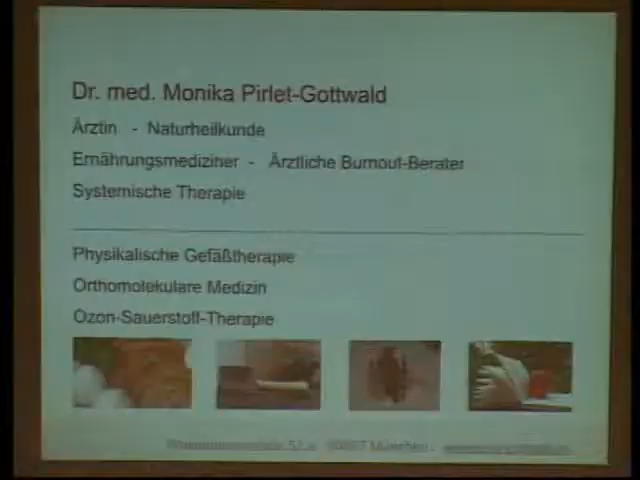 Dr. med. Monika Pirlet-Gottwald
Ärztin - Naturheilkunde
Ernährungsmediziner - Ärztliche Burnout-Berater
Systemische Therapie
Physikalische Gefäßtherapie
Orthomolekulare Medizin
Ozon-Sauerstoff-Therapie
München -